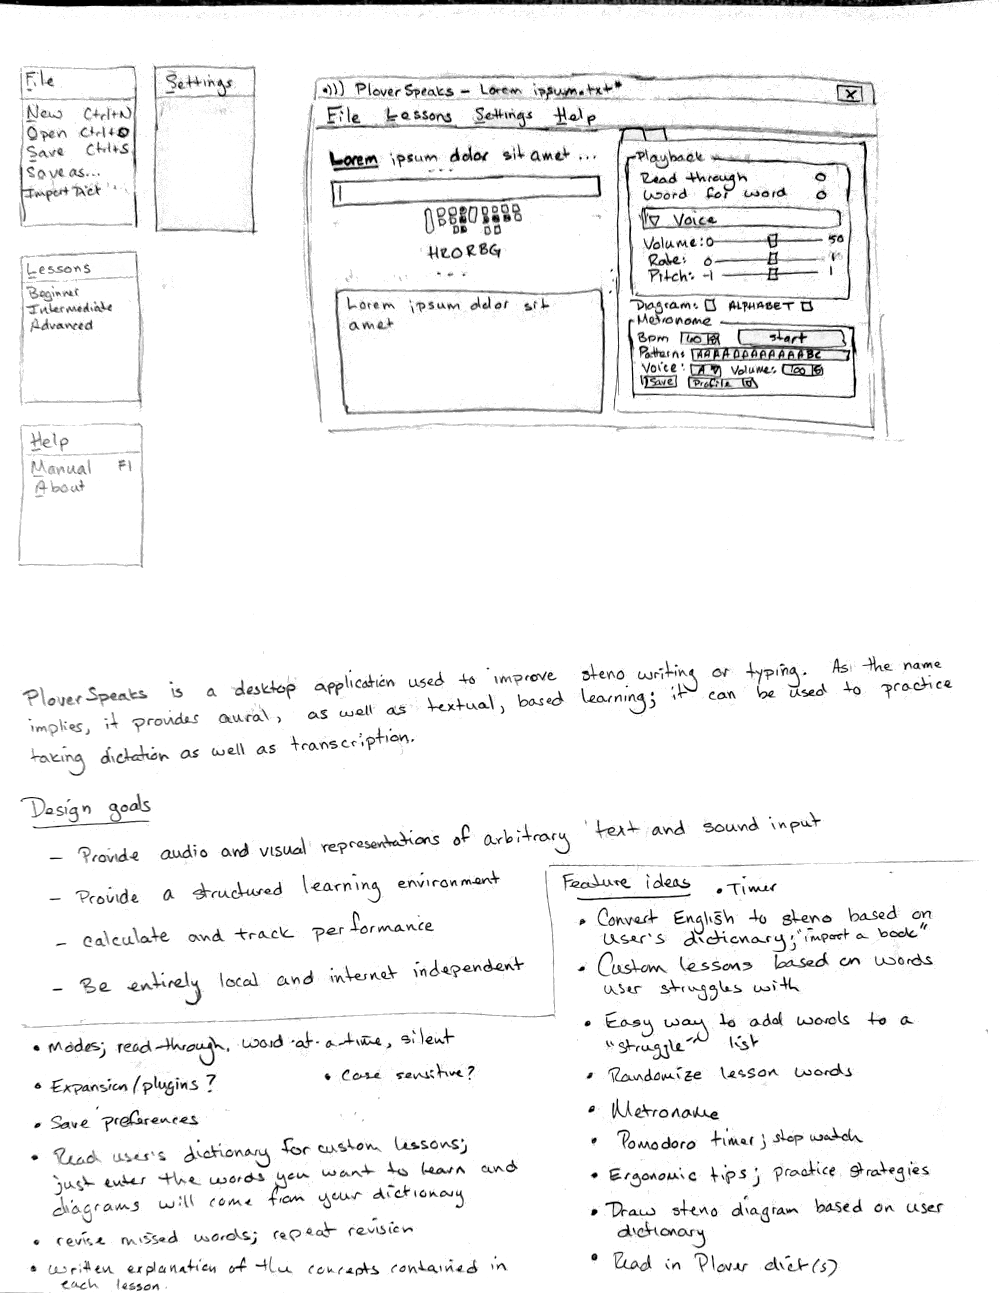 File
New Ctrl+N
Open Ctrl+O
Save Ctrl+S
Save as...
Import Dict
Settings
Lessons
Beginner
Intermediate
Advanced
Help
Manual F1
About
•))) Plover Speaks - Lorem ipsum.txt*
X
File Lessons Settings Help
Lorem ipsum dolor sit amet ...
...
HRORBG
...
Lorem ipsum dolor sit
amet
Playback
Read through
Word for word
▽ Voice
Volume: 0 50
Rate: 0 1
Pitch: -1 1
Diagram: ALPHABET
Metronome
Bpm 60 start
Pattern: AAAAAAAAAAAABC
Voice: A ▽ Volume: 100
Save Profile ▽
Plover Speaks is a desktop application used to improve steno writing or typing. As the name
implies, it provides aural, as well as textual, based learning; it can be used to practice
taking dictation as well as transcription.
Design goals
- Provide audio and visual representations of arbitrary text and sound input
- Provide a structured learning environment
- calculate and track performance
- Be entirely local and internet independent
• Modes; read-through, word-at-a-time, silent
• Expansion/plugins?
• Case sensitive?
• Save preferences
• Read user's dictionary for custom lessons;
just enter the words you want to learn and
diagrams will come from your dictionary
• revise missed words; repeat revision
• written explanation of the concepts contained in
each lesson.
Feature ideas
• Timer
• Convert English to steno based on
user's dictionary; "import a book"
• Custom lessons based on words
user struggles with
• Easy way to add words to a
"struggle" list
• Randomize lesson words
• Metronome
• Pomodoro timer; stop watch
• Ergonomic tips; practice strategies
• Draw steno diagram based on user
dictionary
• Read in Plover dict(s)